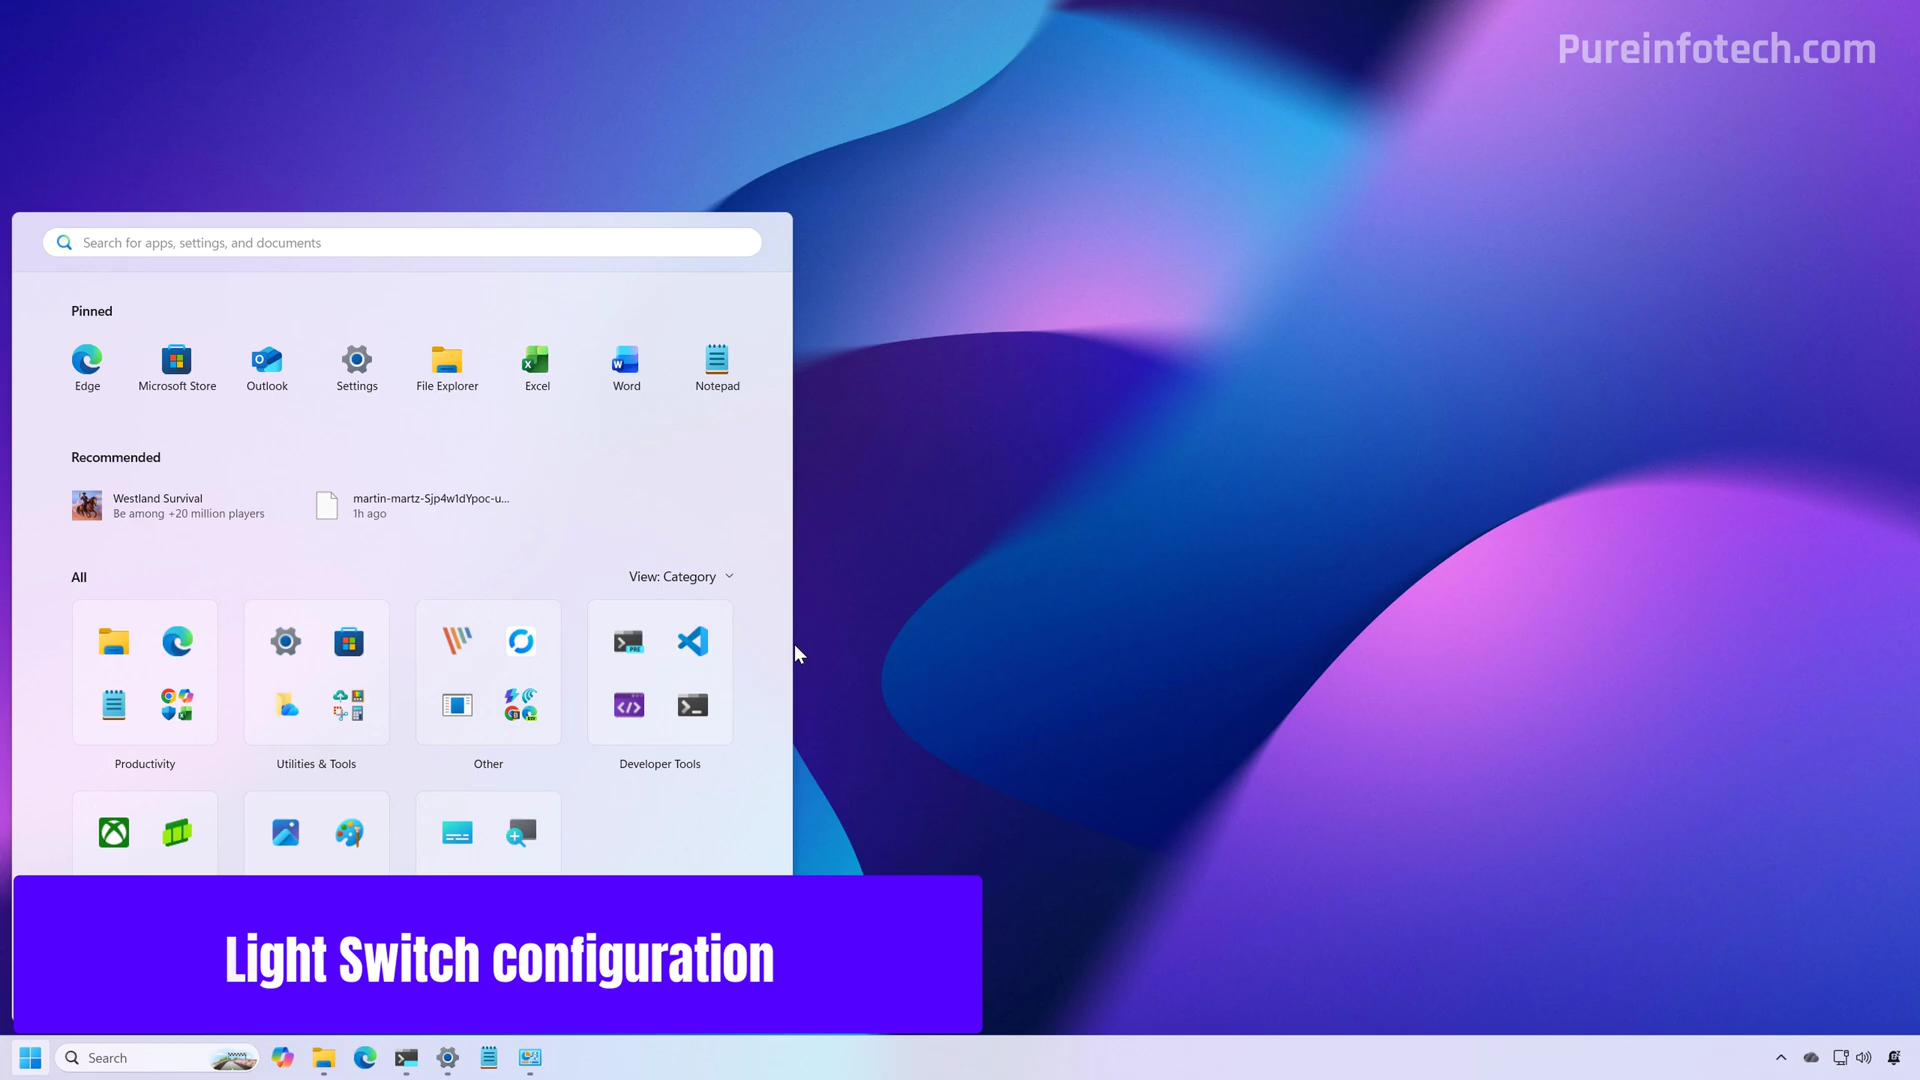 Pureinfotech.com
Search for apps, settings, and documents
Pinned
Edge
Microsoft Store
Outlook
Settings
File Explorer
Excel
Word
Notepad
Recommended
Westland Survival
Be among +20 million players
martin-martz-Sjp4w1dYpoc-u...
1h ago
All
View: Category
PRE
Productivity
Utilities & Tools
Other
Developer Tools
Light Switch configuration
Search